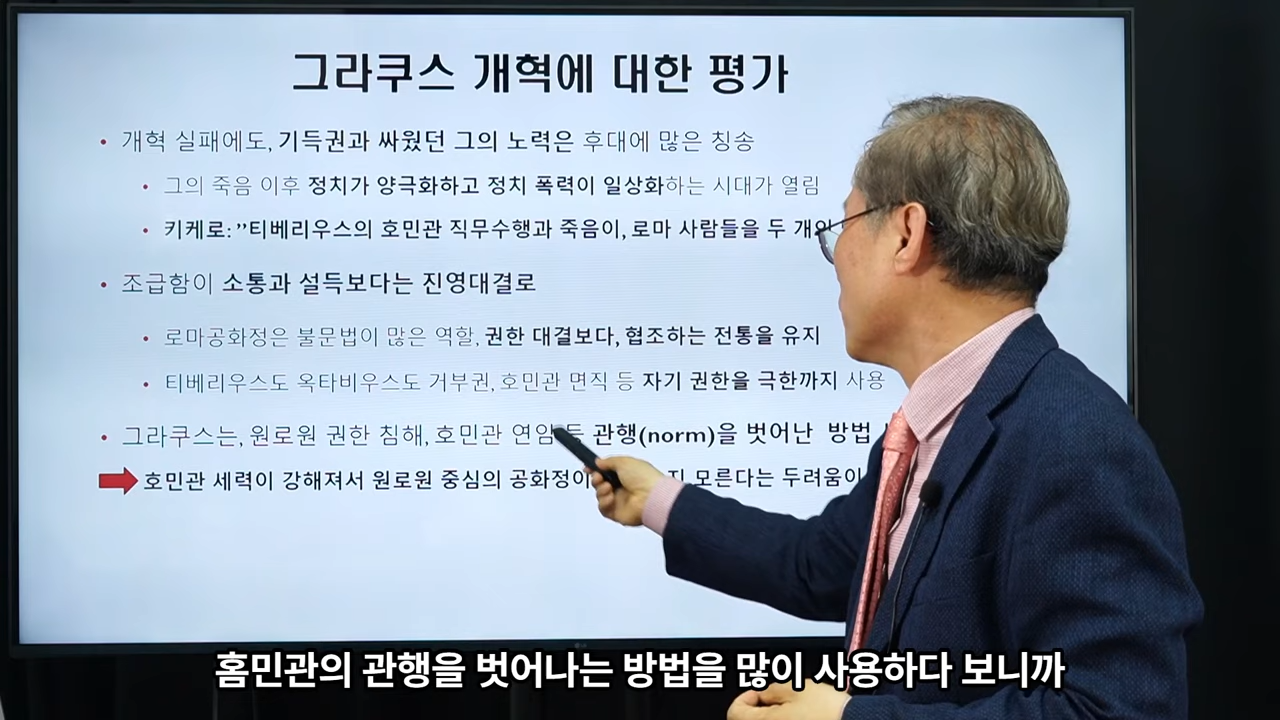 그라쿠스 개혁에 대한 평가
• 개혁 실패에도, 기득권과 싸웠던 그의 노력은 후대에 많은 칭송
• 그의 죽음 이후 정치가 양극화하고 정치 폭력이 일상화하는 시대가 열림
• 키케로: ”티베리우스의 호민관 직무수행과 죽음이, 로마 사람들을 두 개의
• 조급함이 소통과 설득보다는 진영대결로
• 로마공화정은 불문법이 많은 역할, 권한 대결보다, 협조하는 전통을 유지
• 티베리우스도 옥타비우스도 거부권, 호민관 면직 등 자기 권한을 극한까지 사용
• 그라쿠스는, 원로원 권한 침해, 호민관 연임 등 관행(norm)을 벗어난 방법
호민관 세력이 강해져서 원로원 중심의 공화정이 모른다는 두려움이
홈민관의 관행을 벗어나는 방법을 많이 사용하다 보니까